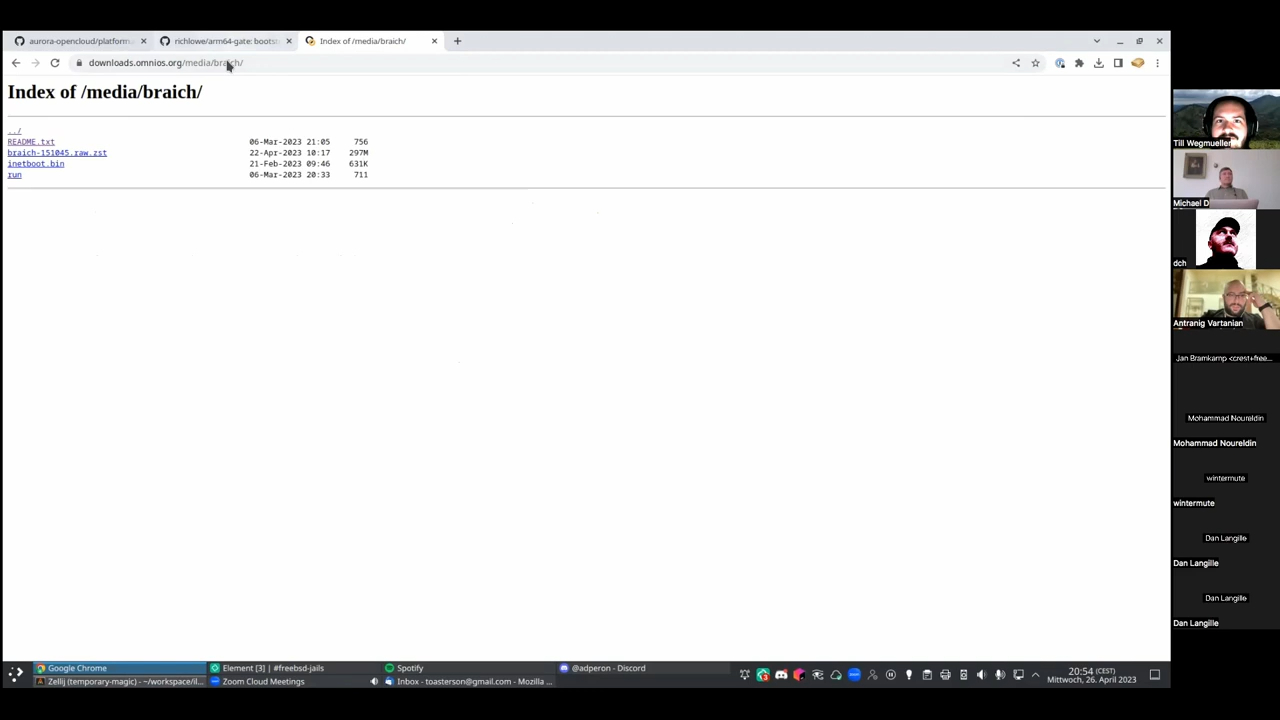 aurora-opencloud/platform
richlowe/arm64-gate: bootst
Index of /media/braich/
downloads.omnios.org/media/braich/
Index of /media/braich/
../
README.txt 06-Mar-2023 21:05 756
braich-151045.raw.zst 22-Apr-2023 10:17 297M
inetboot.bin 21-Feb-2023 09:46 631K
run 06-Mar-2023 20:33 711
Till Wegmueller
Michael D
dch
Antranig Vartanian
Jan Bramkamp <crest+free...
Mohammad Noureldin
Mohammad Noureldin
wintermute
wintermute
Dan Langille
Dan Langille
Dan Langille
Dan Langille
Google Chrome
Element [3] | #freebsd-jails
Spotify
@adperon - Discord
Zellij (temporary-magic) - ~/workspace/il...
Zoom Cloud Meetings
Inbox - toasterson@gmail.com - Mozilla ...
20:54 (CEST)
Mittwoch, 26. April 2023